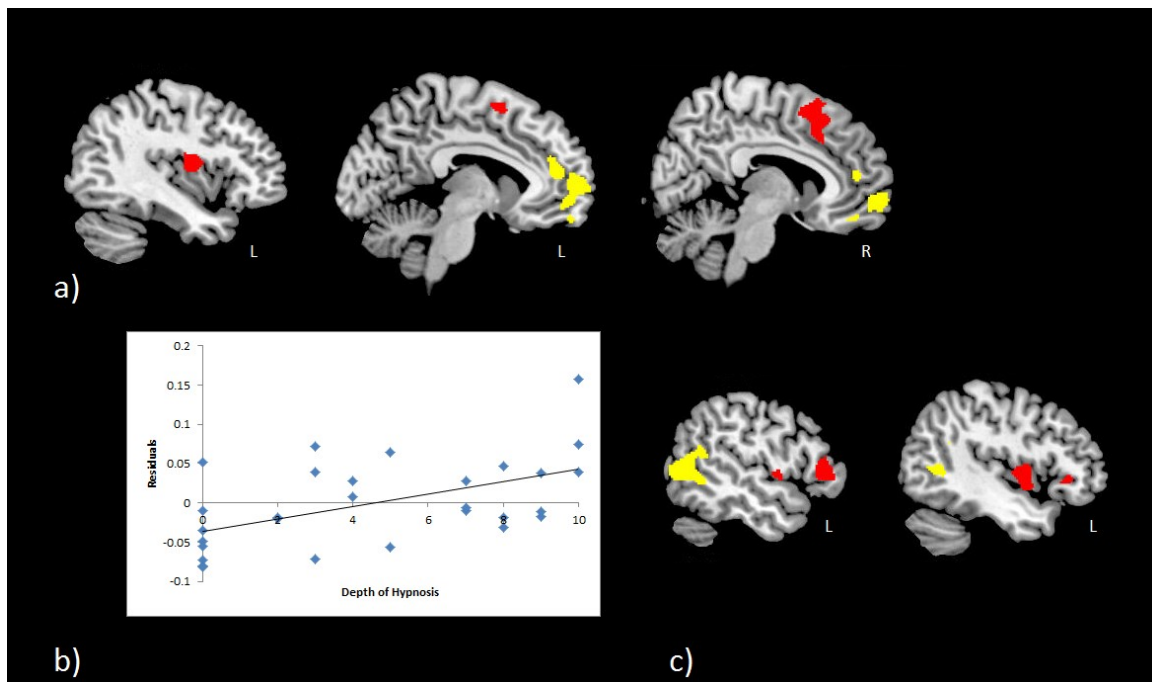 L
L
R
a)
0.2
0.15
0.1
0.05
0
-0.05
-0.1
Residuals
0 2 4 6 8 10
Depth of Hypnosis
L
L
b)
c)